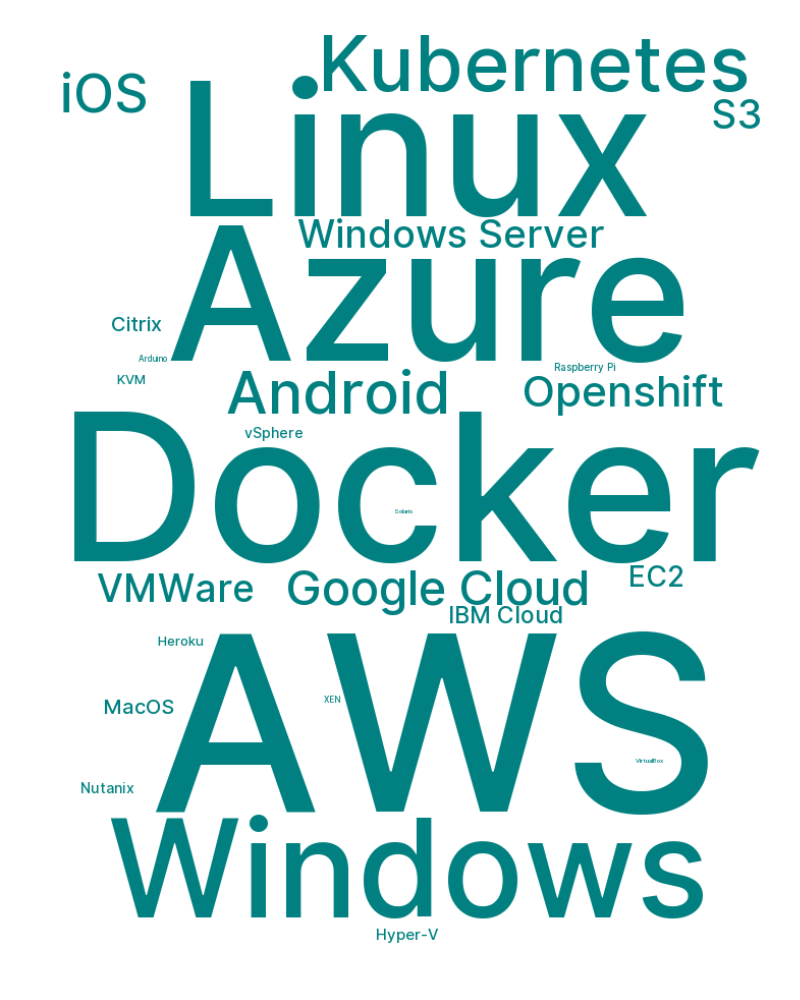 Kubernetes
iOS
S3
Linux
Windows Server
Azure
Citrix
Arduino
Raspberry Pi
KVM
Android
Openshift
vSphere
Docker
Solaris
EC2
VMWare
Google Cloud
IBM Cloud
Heroku
AWS
XEN
MacOS
VirtualBox
Nutanix
Windows
Hyper-V